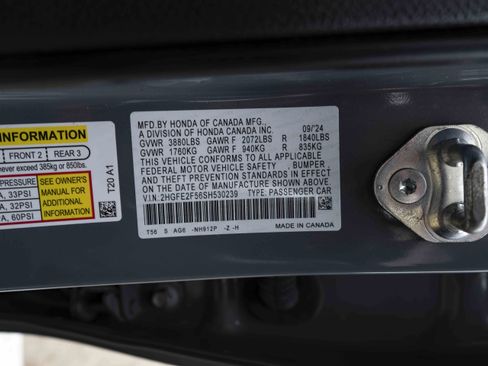 INFORMATION
FRONT 2 REAR 3
never exceed 385kg or 850lbs.
PRESSURE
33PSI
32PSI
60PSI
SEE OWNER'S
MANUAL FOR
ADDITIONAL
INFORMATION
T20 A1
MFD. BY HONDA OF CANADA MFG., 09/24
A DIVISION OF HONDA CANADA INC.
GVWR 3880LBS GAWR F 2072LBS R 1840LBS
GVWR 1760KG GAWR F 940KG R 835KG
THIS VEHICLE CONFORMS TO ALL APPLICABLE
FEDERAL MOTOR VEHICLE SAFETY, BUMPER,
AND THEFT PREVENTION STANDARDS IN EFFECT
ON THE DATE OF MANUFACTURE SHOWN ABOVE.
V.I.N. 2HGFE2F56SH530239 TYPE: PASSENGER CAR
T56 S AG6 -NH912P -Z -H
MADE IN CANADA